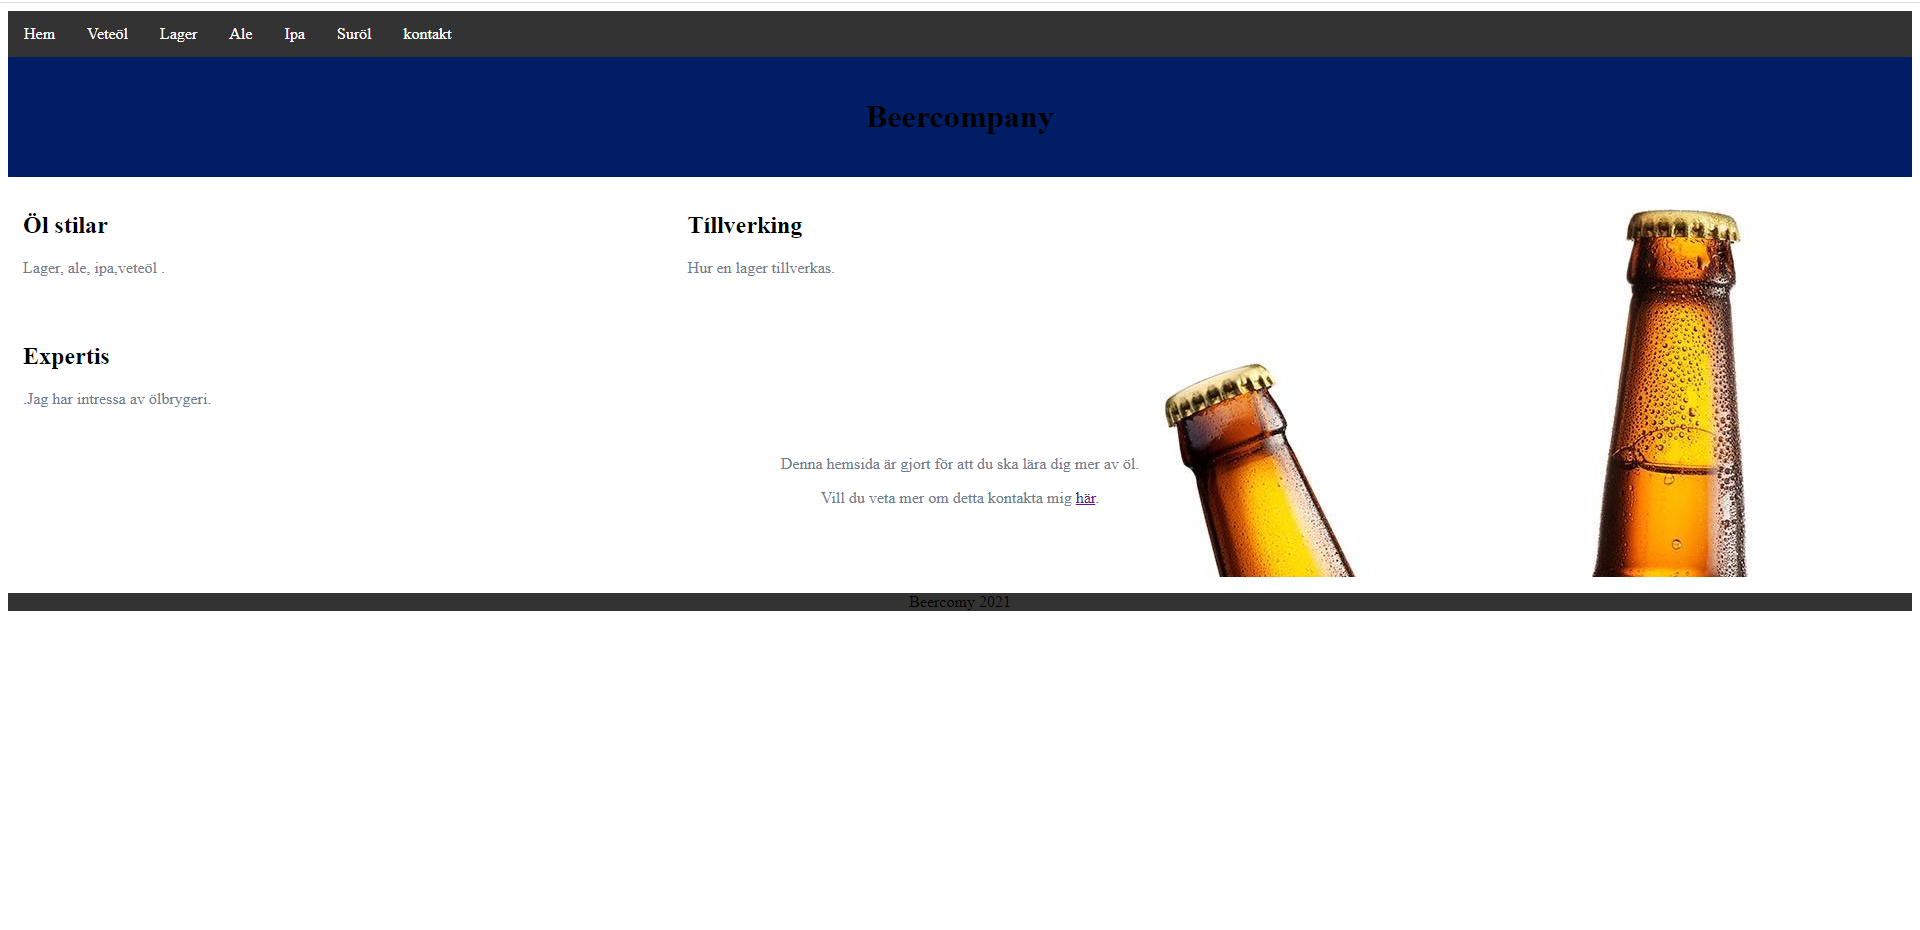 Hem Veteöl Lager Ale Ipa Suröl kontakt
Beercompany
Öl stilar
Lager, ale, ipa,veteöl .
Tíllverking
Hur en lager tillverkas.
Expertis
.Jag har intressa av ölbrygeri.
Denna hemsida är gjort för att du ska lära dig mer av öl.
Vill du veta mer om detta kontakta mig här.
Beercomy 2021